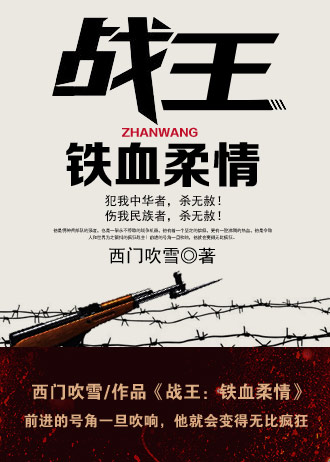 战王
ZHANWANG
铁血柔情
犯我中华者，杀无赦！
伤我民族者，杀无赦！
西门吹雪◎著
西门吹雪/作品《战王：铁血柔情》
前进的号角一旦吹响，他就会变得无比疯狂